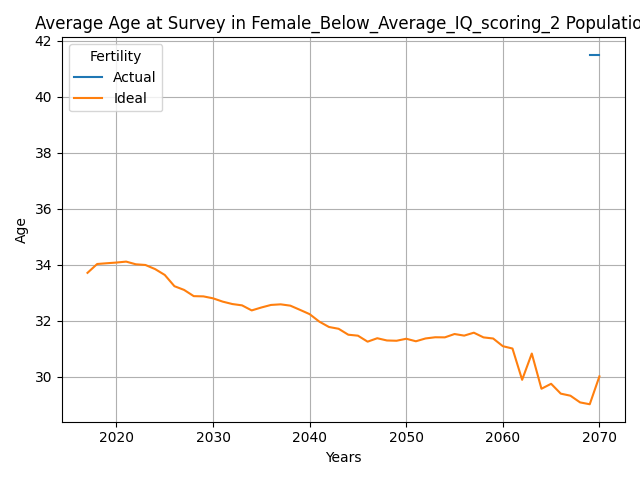 Average Age at Survey in Female_Below_Average_IQ_scoring_2 Populatio
42
40
38
36
34
32
30
Age
Fertility
Actual
Ideal
2020 2030 2040 2050 2060 2070
Years